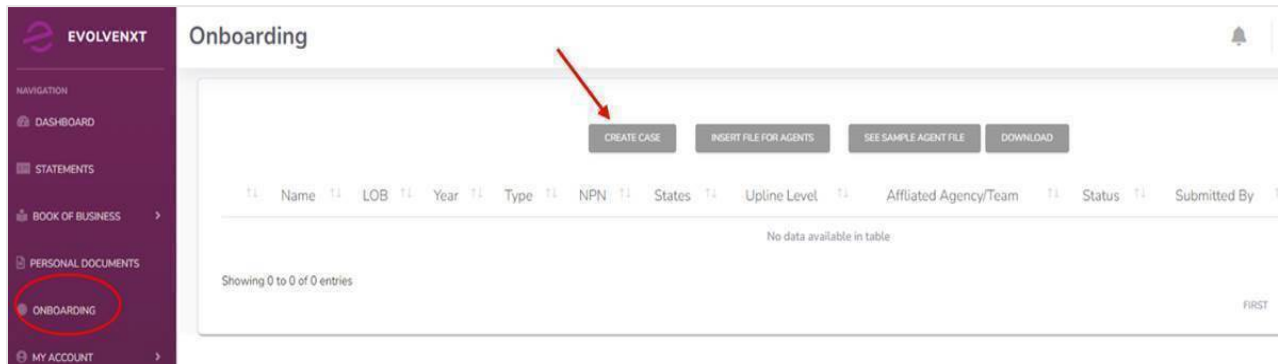 EVOLVENXT
Onboarding
NAVIGATION
DASHBOARD
STATEMENTS
BOOK OF BUSINESS
PERSONAL DOCUMENTS
ONBOARDING
MY ACCOUNT
CREATE CASE INSERT FILE FOR AGENTS SEE SAMPLE AGENT FILE DOWNLOAD
Name LOB Year Type NPN States Upline Level Affliated Agency/Team Status Submitted By
No data available in table
Showing 0 to 0 of 0 entries
FIRST